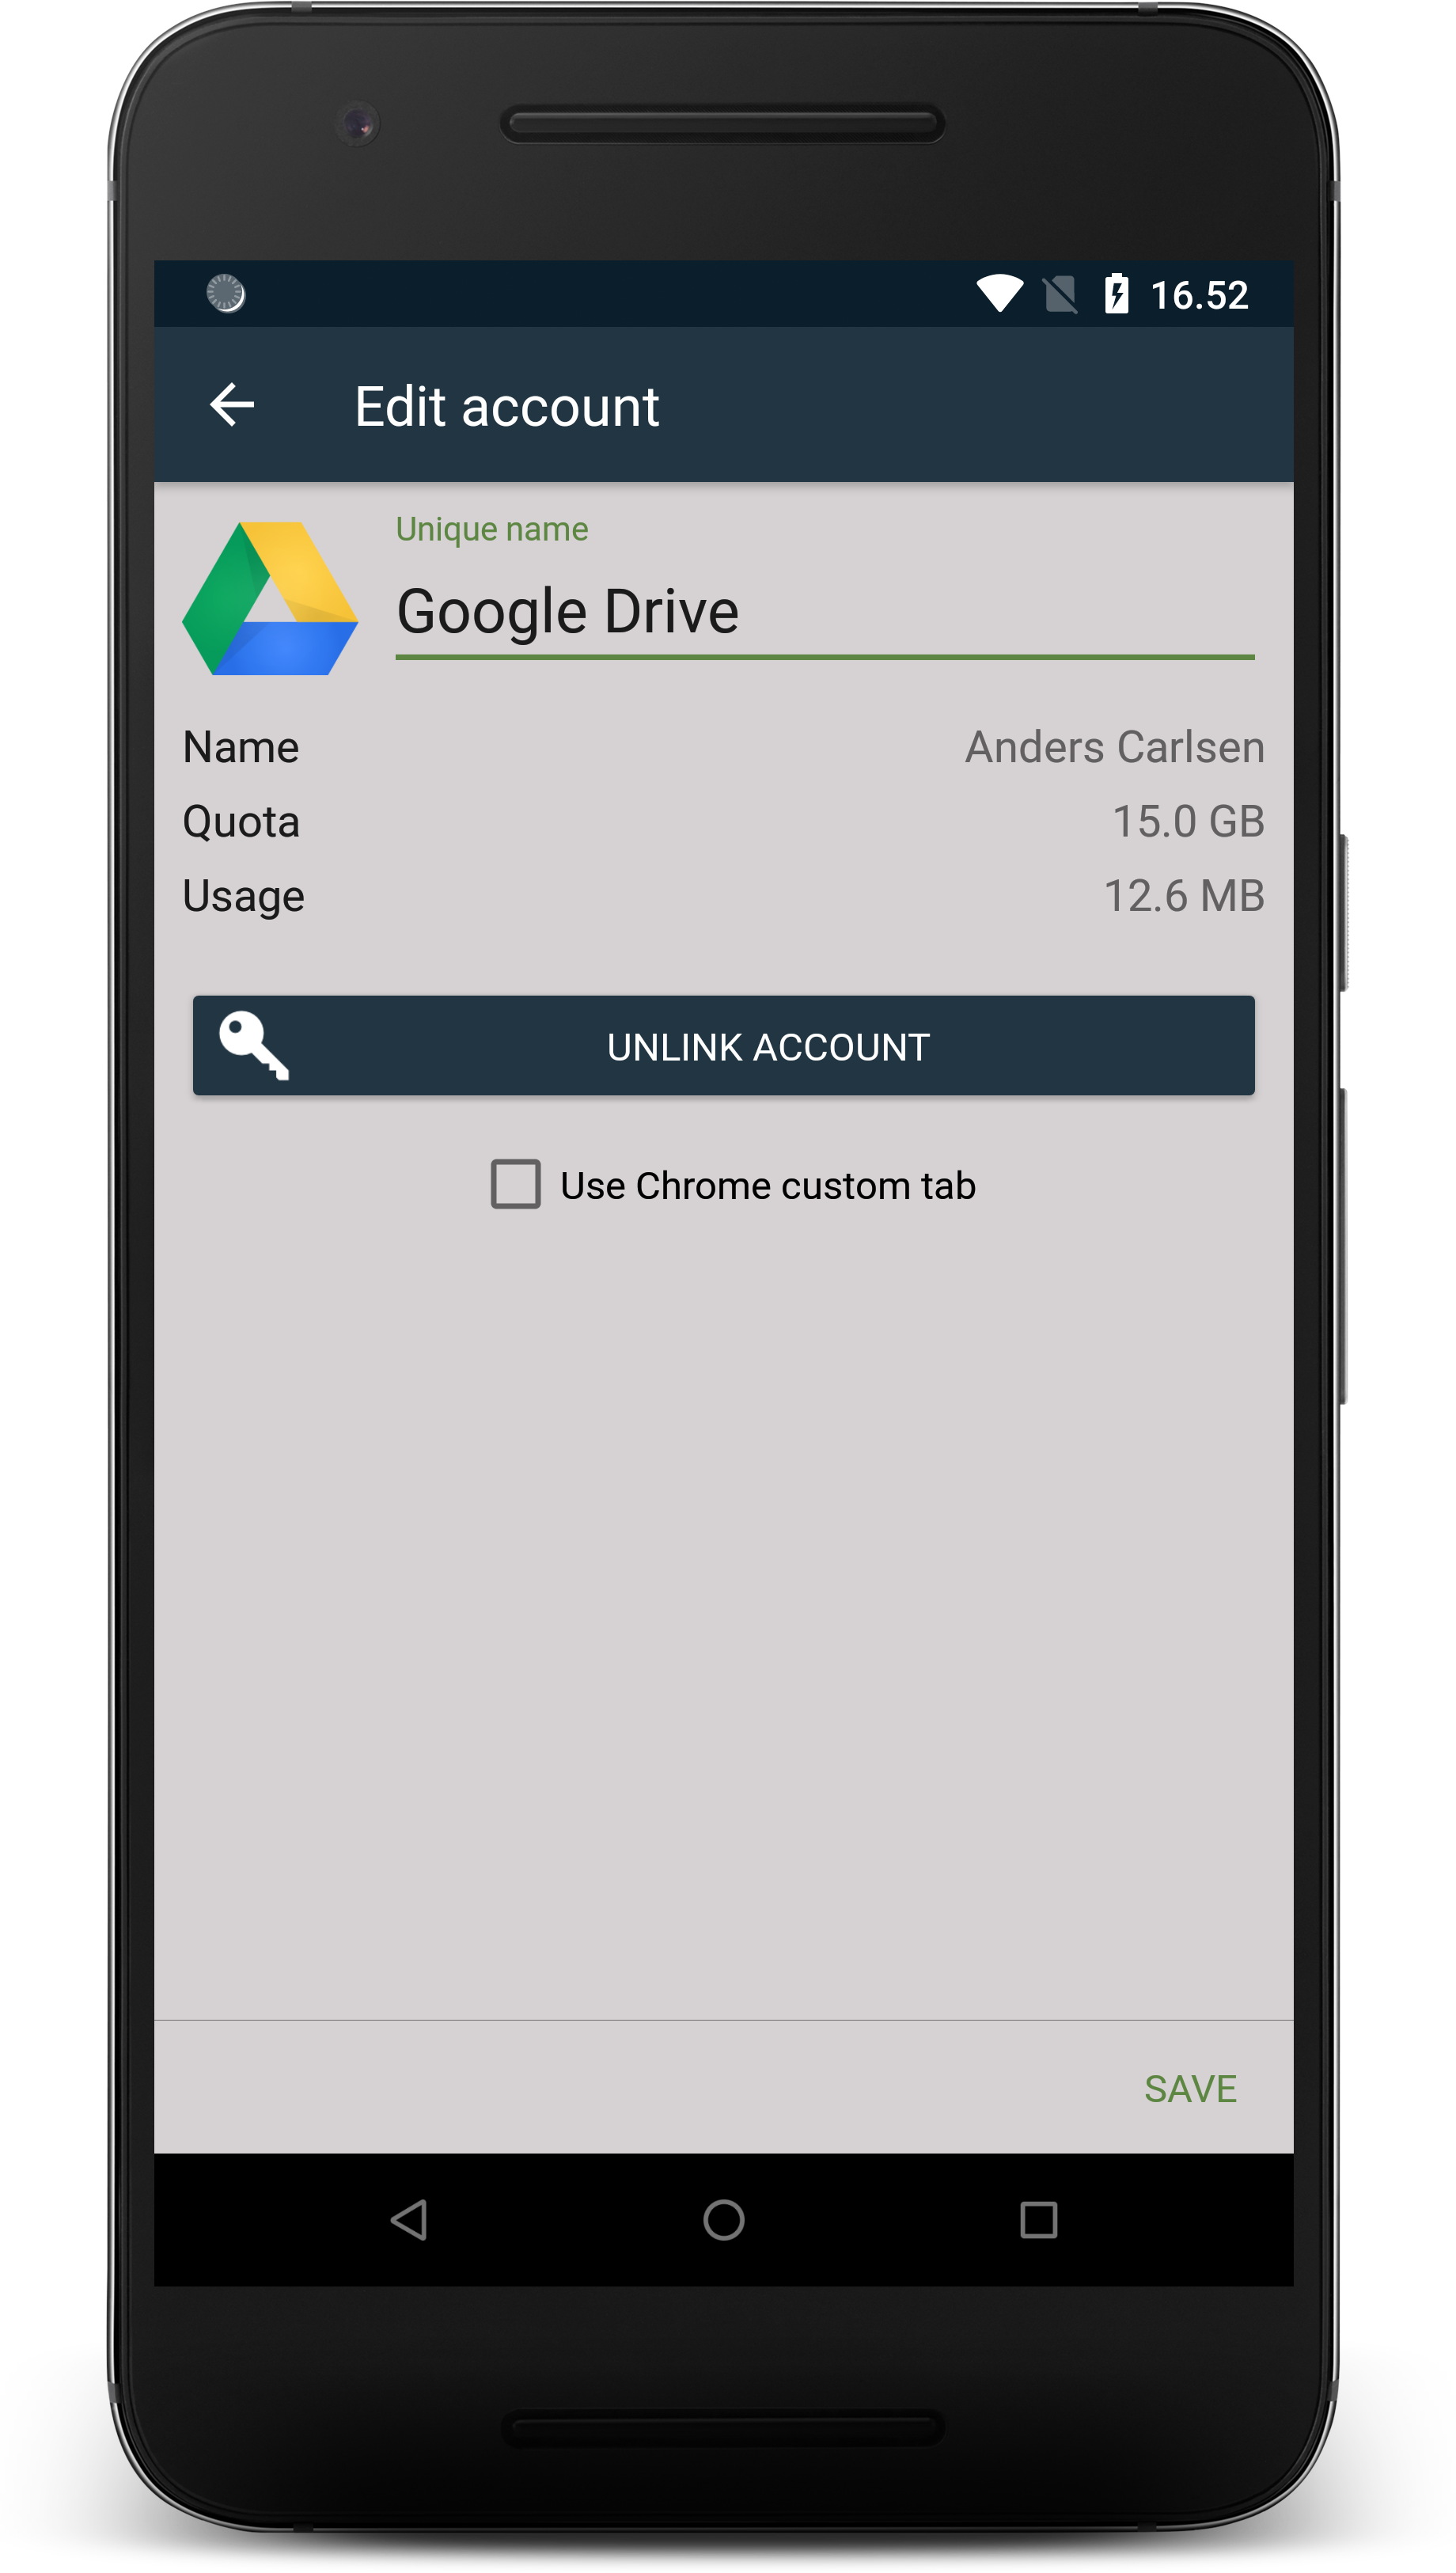 16.52
Edit account
Unique name
Google Drive
Name Anders Carlsen
Quota 15.0 GB
Usage 12.6 MB
UNLINK ACCOUNT
Use Chrome custom tab
SAVE